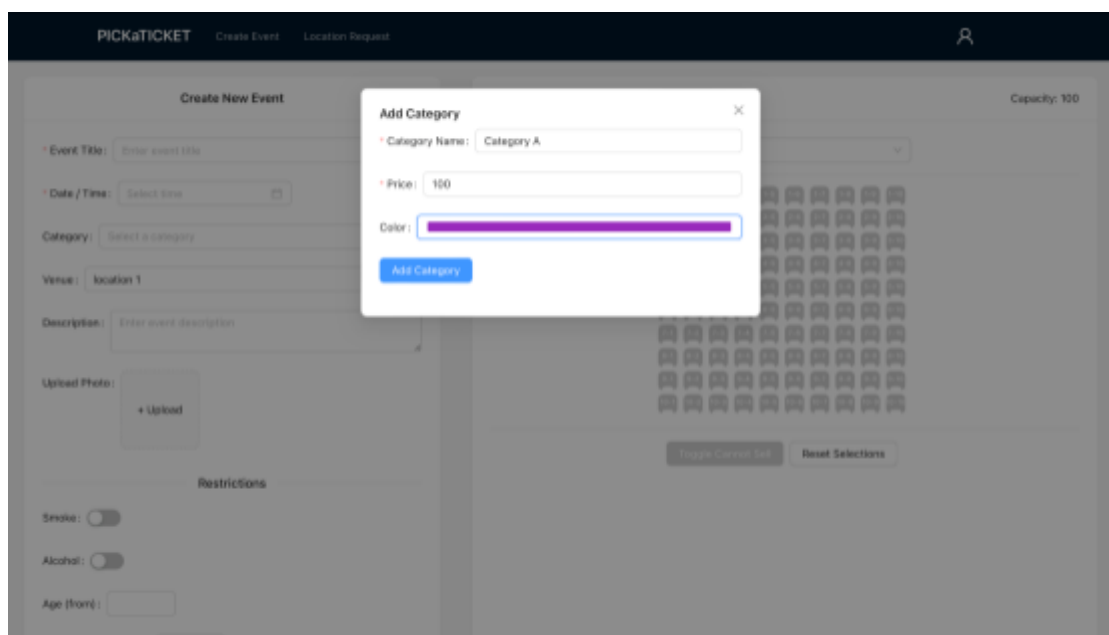 PICKaTICKET Create Event Location Request
Create New Event
* Event Title: Enter event title
* Date / Time: Select time
Category: Select a category
Venue: location 1
Description: Enter event description
Upload Photo:
+ Upload
Restrictions
Smoke:
Alcohol:
Age (from):
Add Category
* Category Name: Category A
* Price: 100
Color:
Add Category
Capacity: 100
Toggle Cannot Sell
Reset Selections